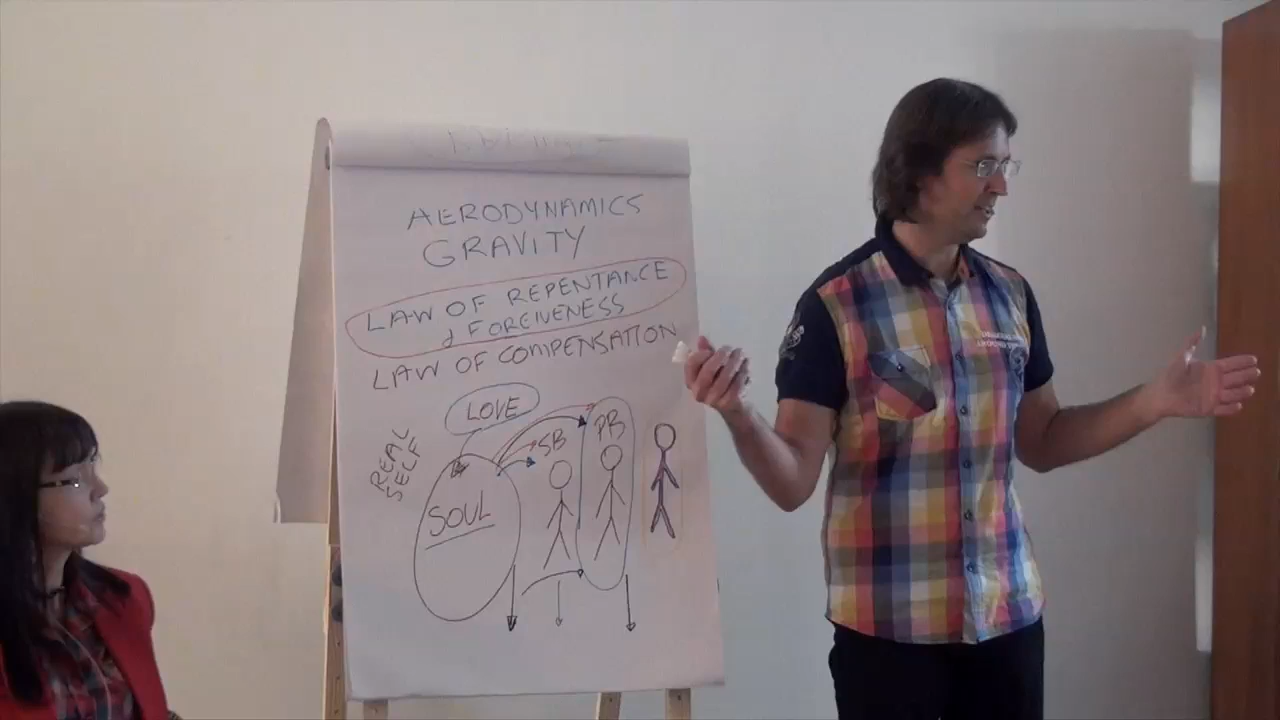 AERODYNAMICS
GRAVITY
LAW OF REPENTANCE
& FORGIVENESS
LAW OF COMPENSATION
LOVE
REAL
SELF
SB
PB
SOUL